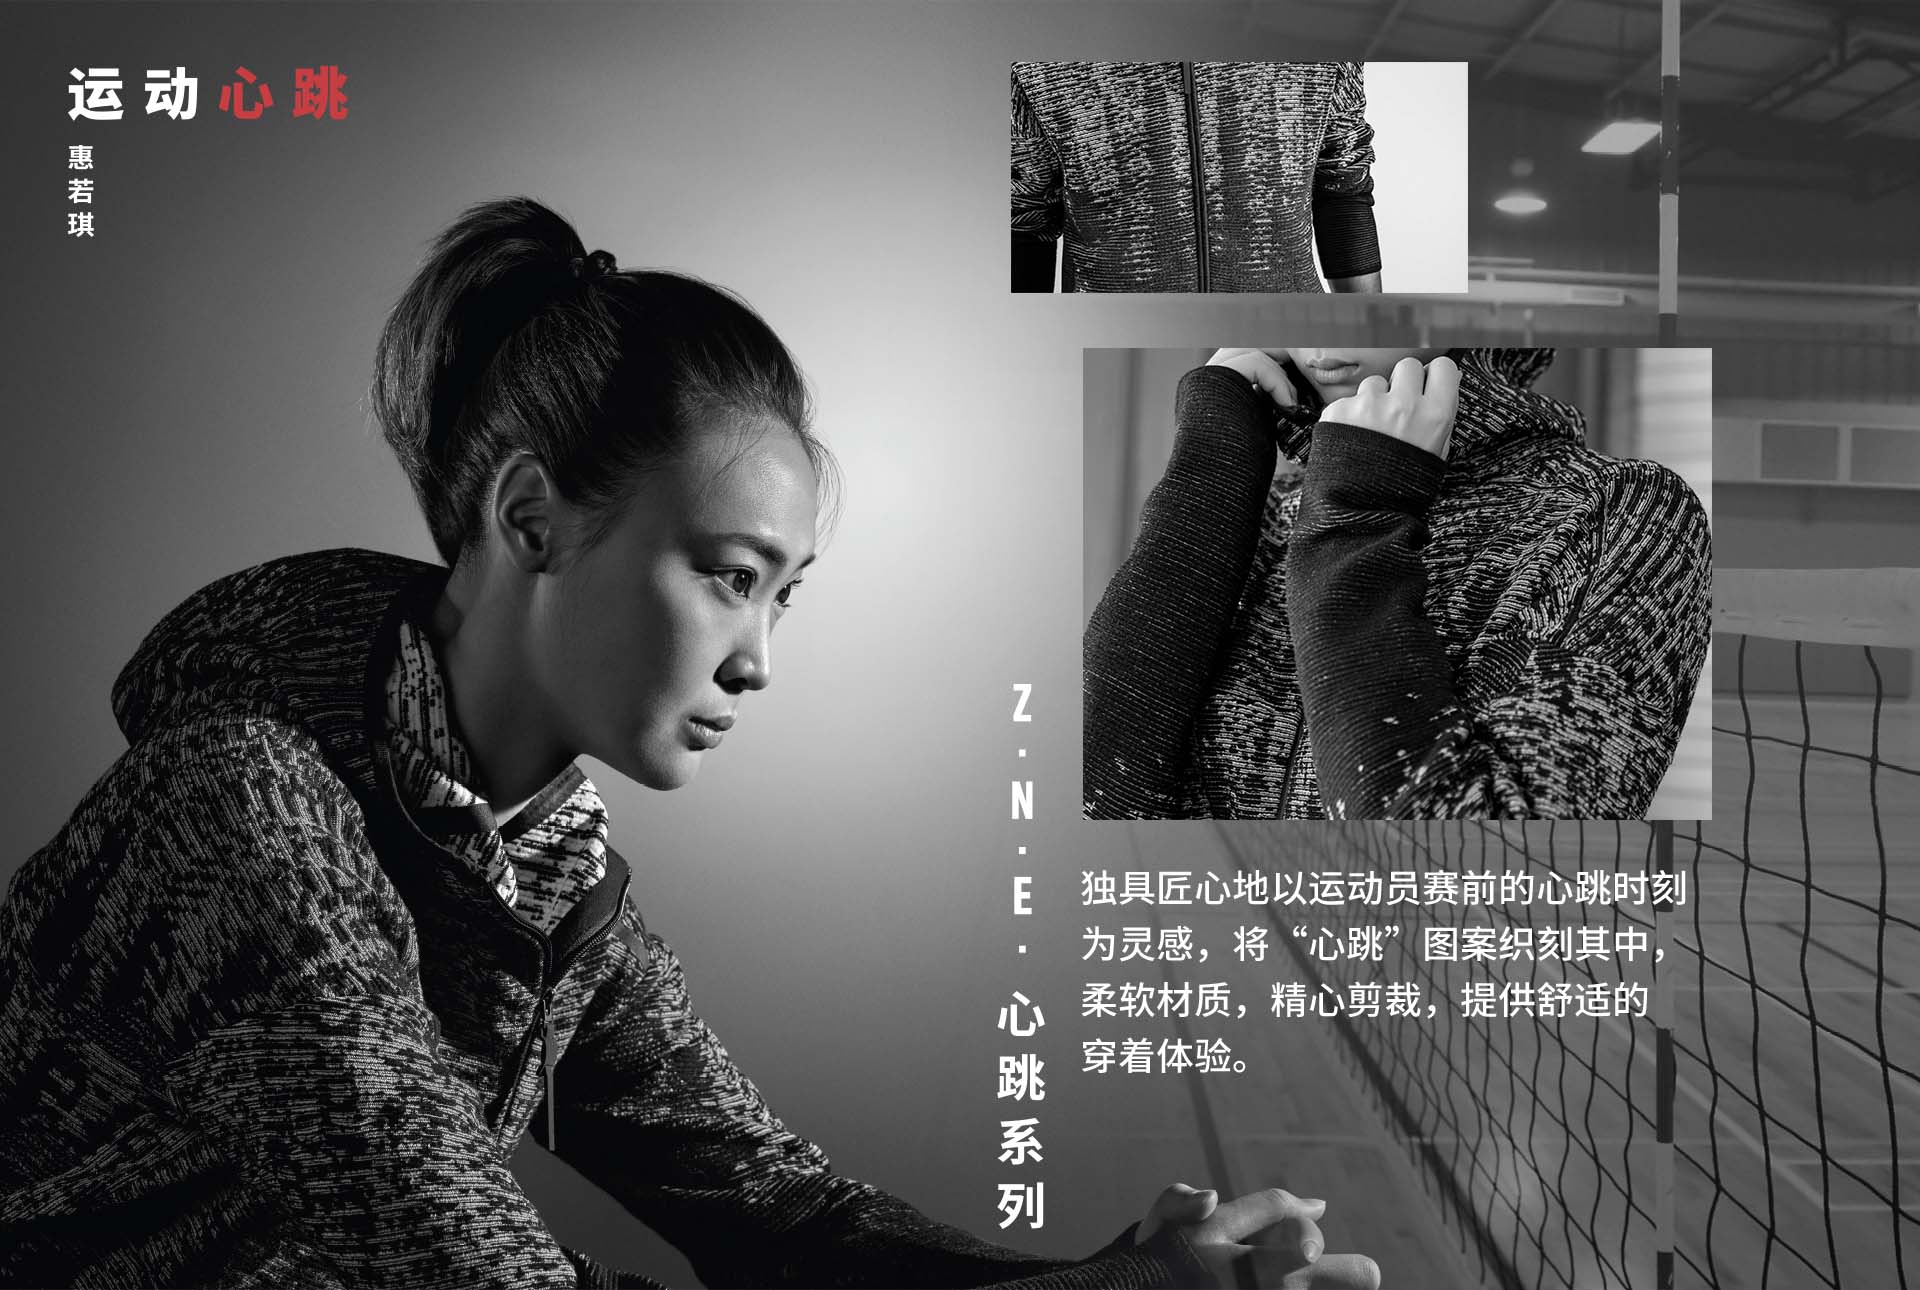 运动心跳
惠若琪
Z·N·E·心跳系列
独具匠心地以运动员赛前的心跳时刻
为灵感，将“心跳”图案织刻其中，
柔软材质，精心剪裁，提供舒适的
穿着体验。